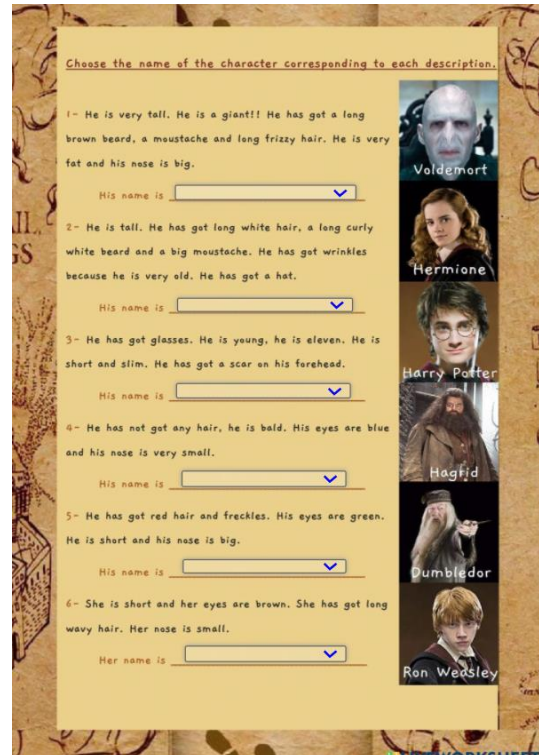 Choose the name of the character corresponding to each description.
1- He is very tall. He is a giant!! He has got a long
brown beard, a moustache and long frizzy hair. He is very
fat and his nose is big.
His name is
2- He is tall. He has got long white hair, a long curly
white beard and a big moustache. He has got wrinkles
because he is very old. He has got a hat.
His name is
3- He has got glasses. He is young, he is eleven. He is
short and slim. He has got a scar on his forehead.
His name is
4- He has not got any hair, he is bald. His eyes are blue
and his nose is very small.
His name is
5- He has got red hair and freckles. His eyes are green.
He is short and his nose is big.
His name is
6- She is short and her eyes are brown. She has got long
wavy hair. Her nose is small.
Her name is
Voldemort
Hermione
Harry Potter
Hagrid
Dumbledor
Ron Weasley